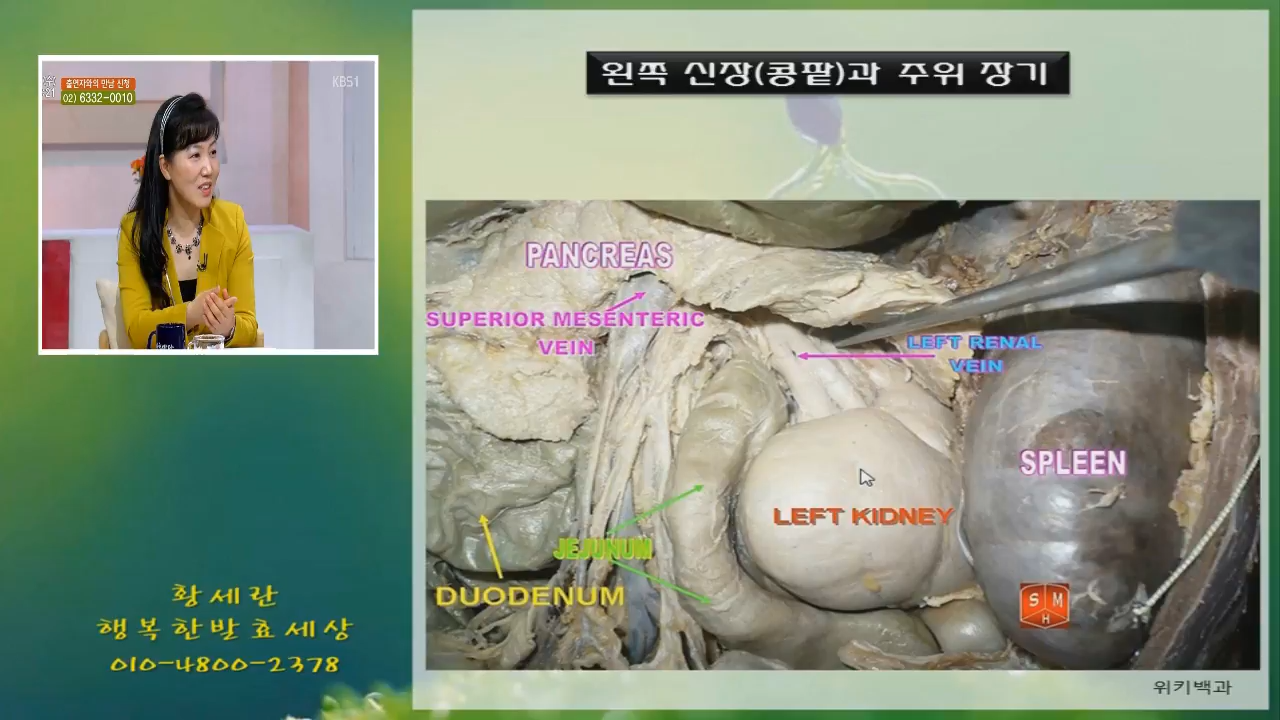 출연자와의 만남 신청
02) 6332-0010
KBS1
왼쪽 신장(콩팥)과 주위 장기
PANCREAS
SUPERIOR MESENTERIC
VEIN
LEFT RENAL
VEIN
SPLEEN
LEFT KIDNEY
JEJUNUM
DUODENUM
S M
H
황세란
행복한발효세상
010-4800-2378
위키백과